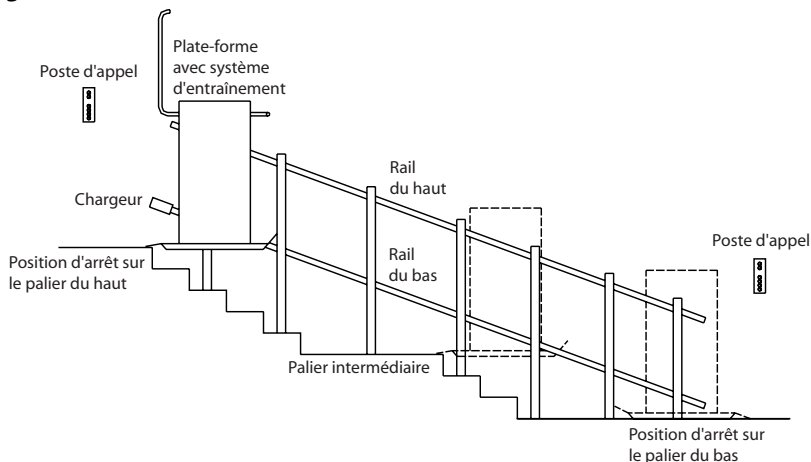 Plate-forme
avec système
d'entraînement
Poste d'appel
Chargeur
Rail
du haut
Rail
du bas
Poste d'appel
Position d'arrêt sur
le palier du haut
Palier intermédiaire
Position d'arrêt sur
le palier du bas